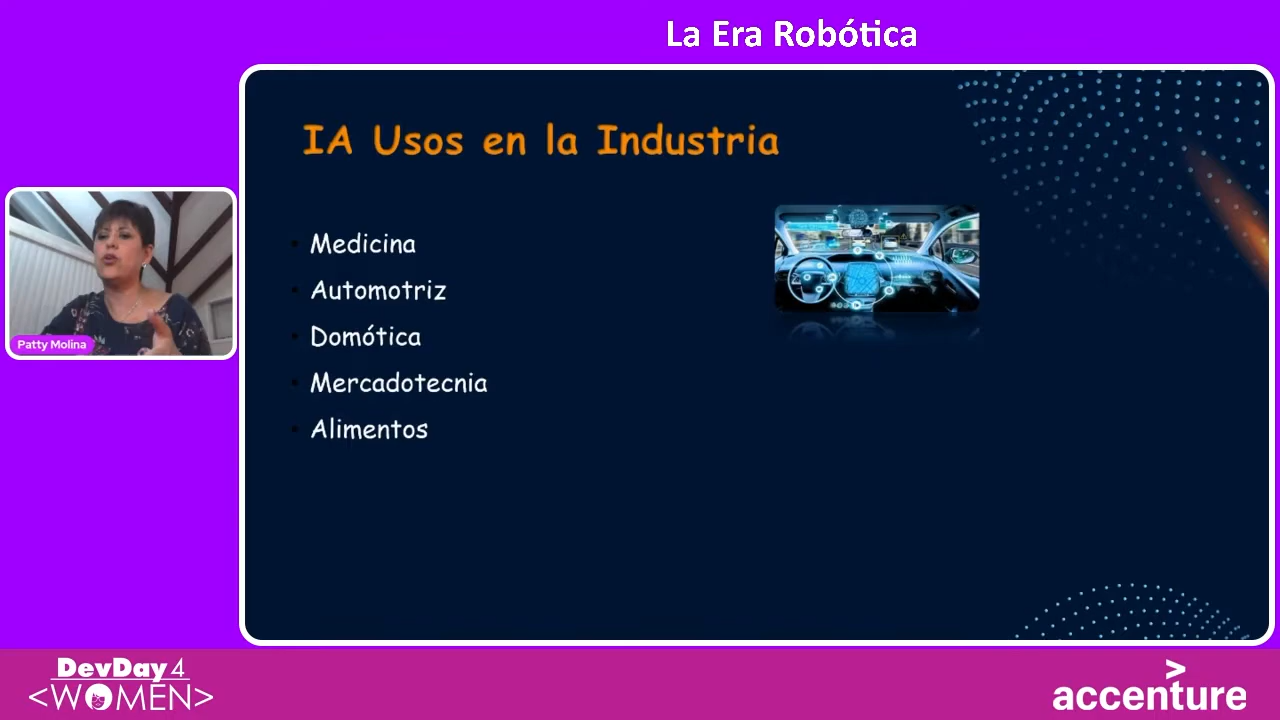 La Era Robótica
IA Usos en la Industria
Medicina
Automotriz
Domótica
Mercadotecnia
Alimentos
Patty Molina
DevDay 4
<WOMEN>
>
accenture